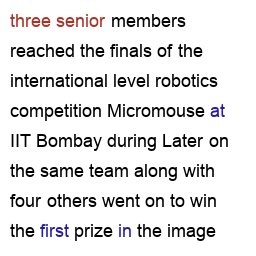 three senior members
reached the finals of the
international level robotics
competition Micromouse at
IIT Bombay during Later on
the same team along with
four others went on to win
the first prize in the image